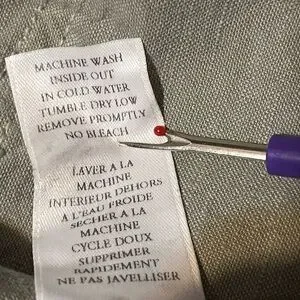 MACHINE WASH
INSIDE OUT
IN COLD WATER
TUMBLE DRY LOW
REMOVE PROMPTLY
NO BLEACH
LAVER A LA
MACHINE
INTERIEUR DEHORS
A L'EAU FROIDE
SECHER A LA
MACHINE
CYCLE DOUX
SUPPRIMER
RAPIDEMENT
NE PAS JAVELLISER